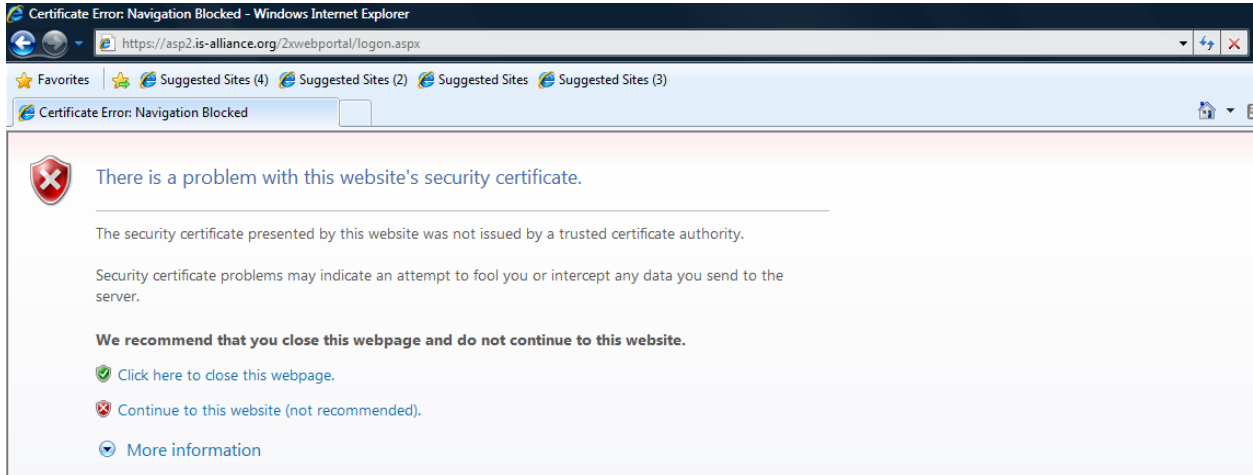 Certificate Error: Navigation Blocked - Windows Internet Explorer
https://asp2.is-alliance.org/2xwebportal/logon.aspx
Favorites Suggested Sites (4) Suggested Sites (2) Suggested Sites Suggested Sites (3)
Certificate Error: Navigation Blocked
There is a problem with this website's security certificate.
The security certificate presented by this website was not issued by a trusted certificate authority.
Security certificate problems may indicate an attempt to fool you or intercept any data you send to the
server.
We recommend that you close this webpage and do not continue to this website.
Click here to close this webpage.
Continue to this website (not recommended).
More information